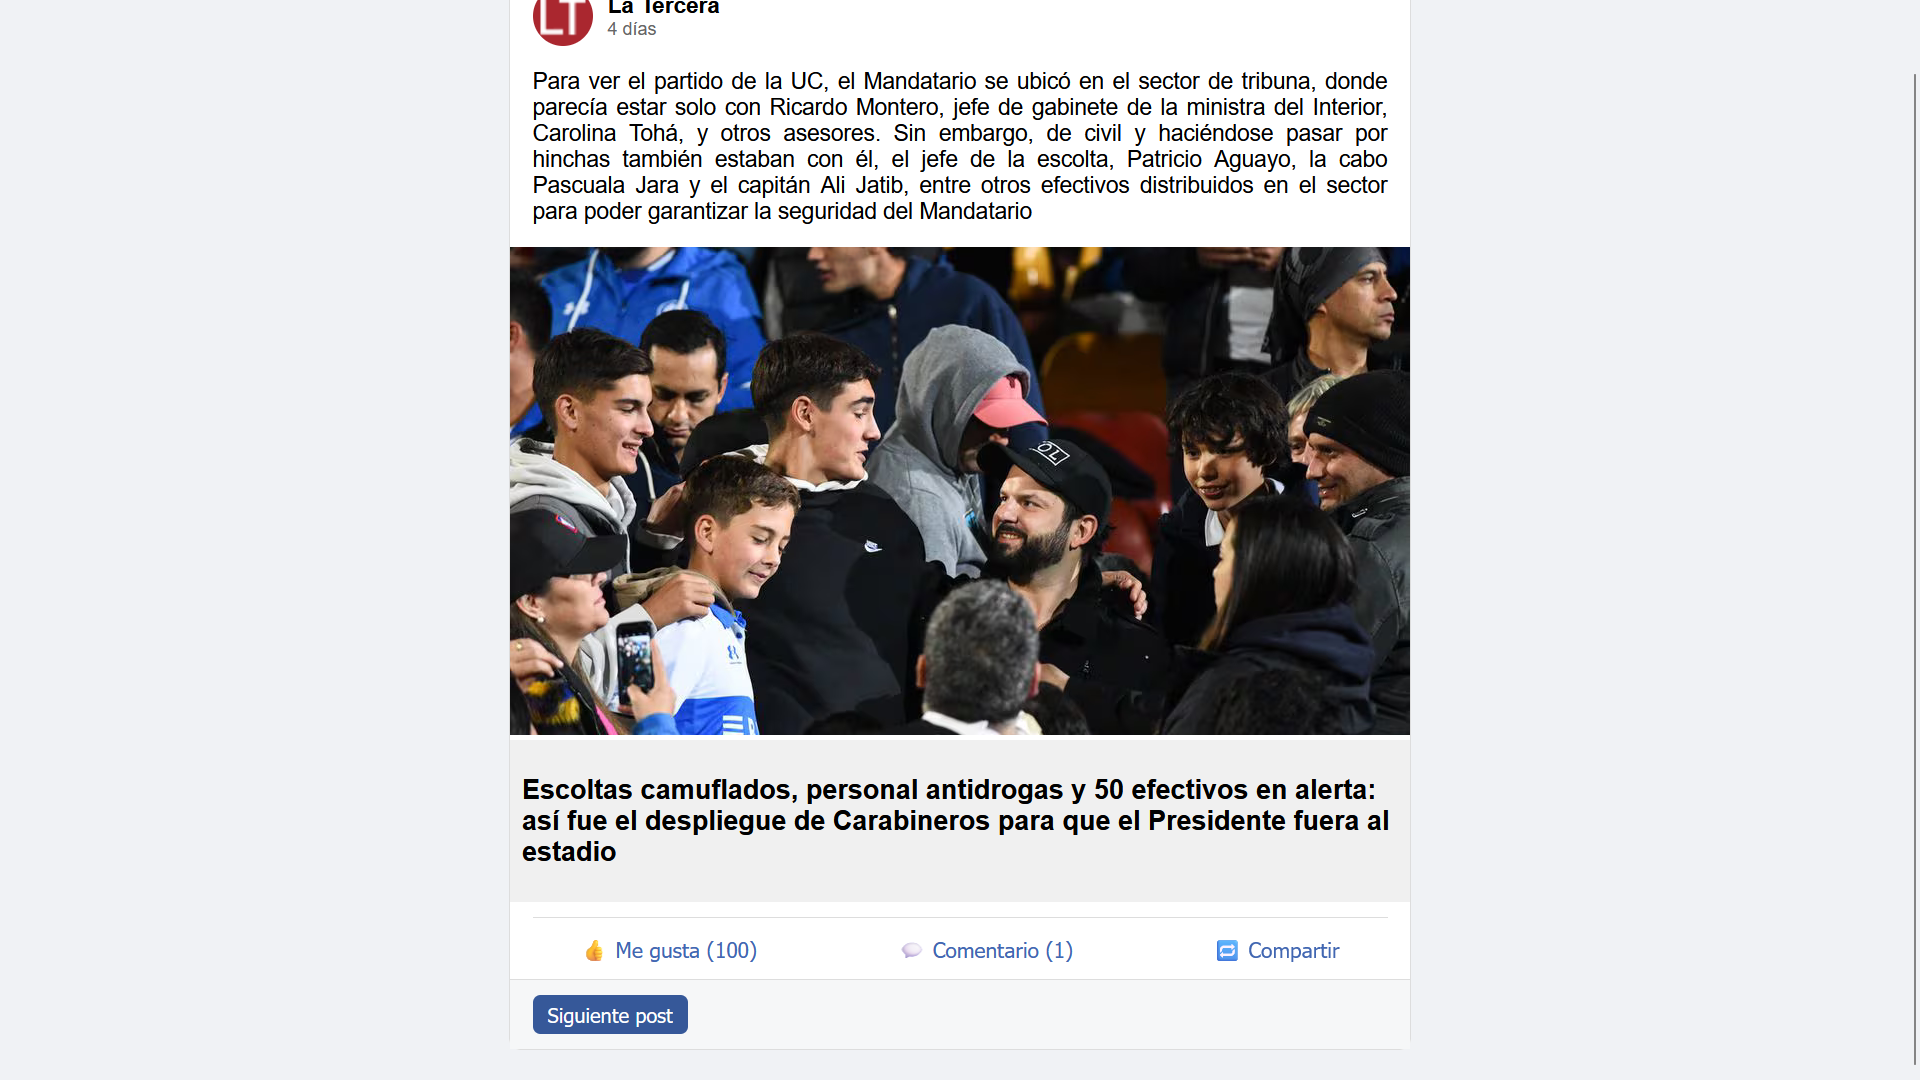 LT
La Tercera
4 días
Para ver el partido de la UC, el Mandatario se ubicó en el sector de tribuna, donde
parecía estar solo con Ricardo Montero, jefe de gabinete de la ministra del Interior,
Carolina Tohá, y otros asesores. Sin embargo, de civil y haciéndose pasar por
hinchas también estaban con él, el jefe de la escolta, Patricio Aguayo, la cabo
Pascuala Jara y el capitán Ali Jatib, entre otros efectivos distribuidos en el sector
para poder garantizar la seguridad del Mandatario
OL
Escoltas camuflados, personal antidrogas y 50 efectivos en alerta:
así fue el despliegue de Carabineros para que el Presidente fuera al
estadio
Me gusta (100)
Comentario (1)
Compartir
Siguiente post